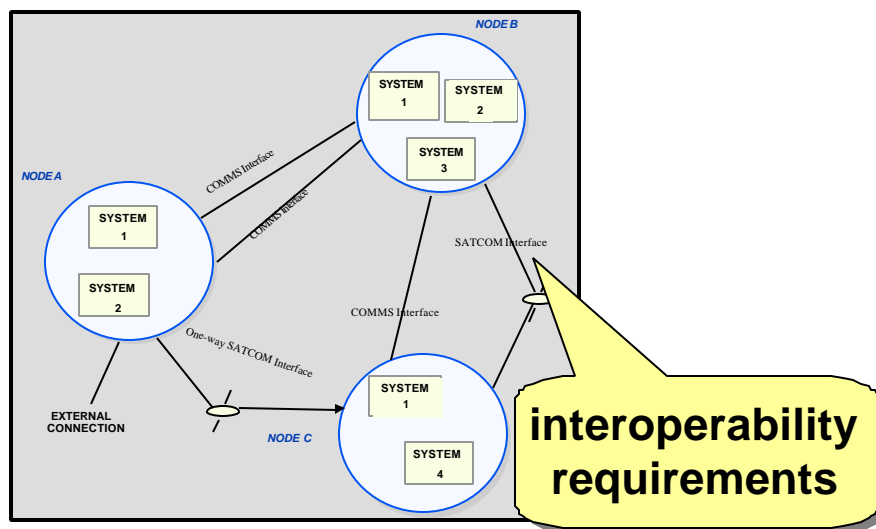 NODE B
SYSTEM
1
SYSTEM
2
SYSTEM
3
COMMS Interface
NODE A
COMMS Interface
SYSTEM
1
SATCOM Interface
SYSTEM
2
COMMS Interface
One-way SATCOM Interface
SYSTEM
1
EXTERNAL
CONNECTION
NODE C
SYSTEM
4
interoperability
requirements